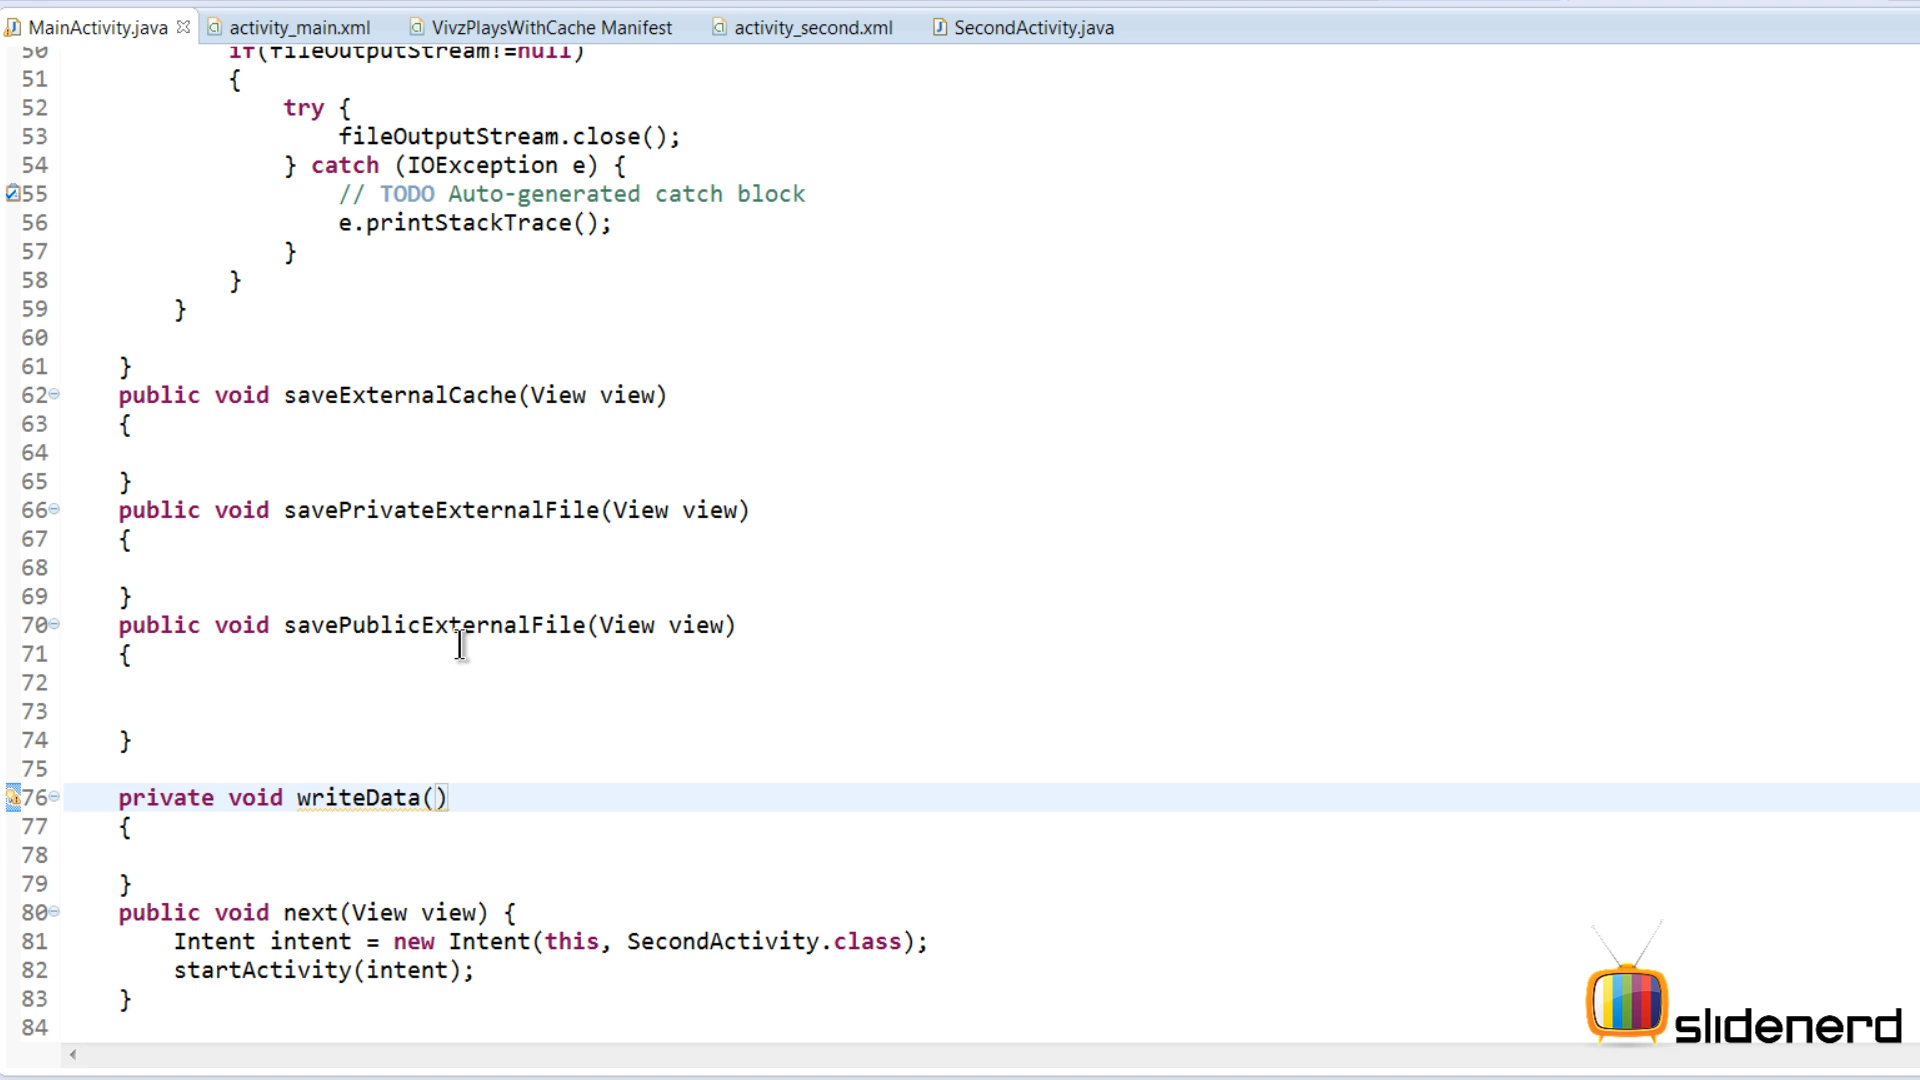 MainActivity.java activity_main.xml VivzPlaysWithCache Manifest activity_second.xml SecondActivity.java
50 if(fileOutputStream!=null)
51 {
52 try {
53 fileOutputStream.close();
54 } catch (IOException e) {
55 // TODO Auto-generated catch block
56 e.printStackTrace();
57 }
58 }
59 }
60
61 }
62 public void saveExternalCache(View view)
63 {
64
65 }
66 public void savePrivateExternalFile(View view)
67 {
68
69 }
70 public void savePublicExternalFile(View view)
71 {
72
73
74 }
75
76 private void writeData()
77 {
78
79 }
80 public void next(View view) {
81 Intent intent = new Intent(this, SecondActivity.class);
82 startActivity(intent);
83 }
84
slidenerd